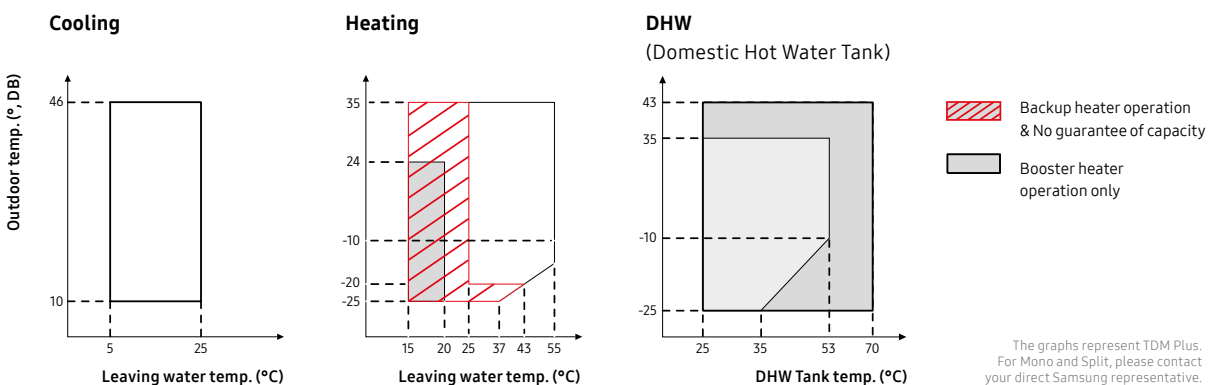 Cooling
Outdoor temp. (°, DB)
46
10
5 25
Leaving water temp. (°C)
Heating
35
24
-10
-20
-25
15 20 25 37 43 55
Leaving water temp. (°C)
DHW
(Domestic Hot Water Tank)
43
35
-10
-25
25 35 53 70
DHW Tank temp. (°C)
Backup heater operation
& No guarantee of capacity
Booster heater
operation only
The graphs represent TDM Plus.
For Mono and Split, please contact
your direct Samsung representative.